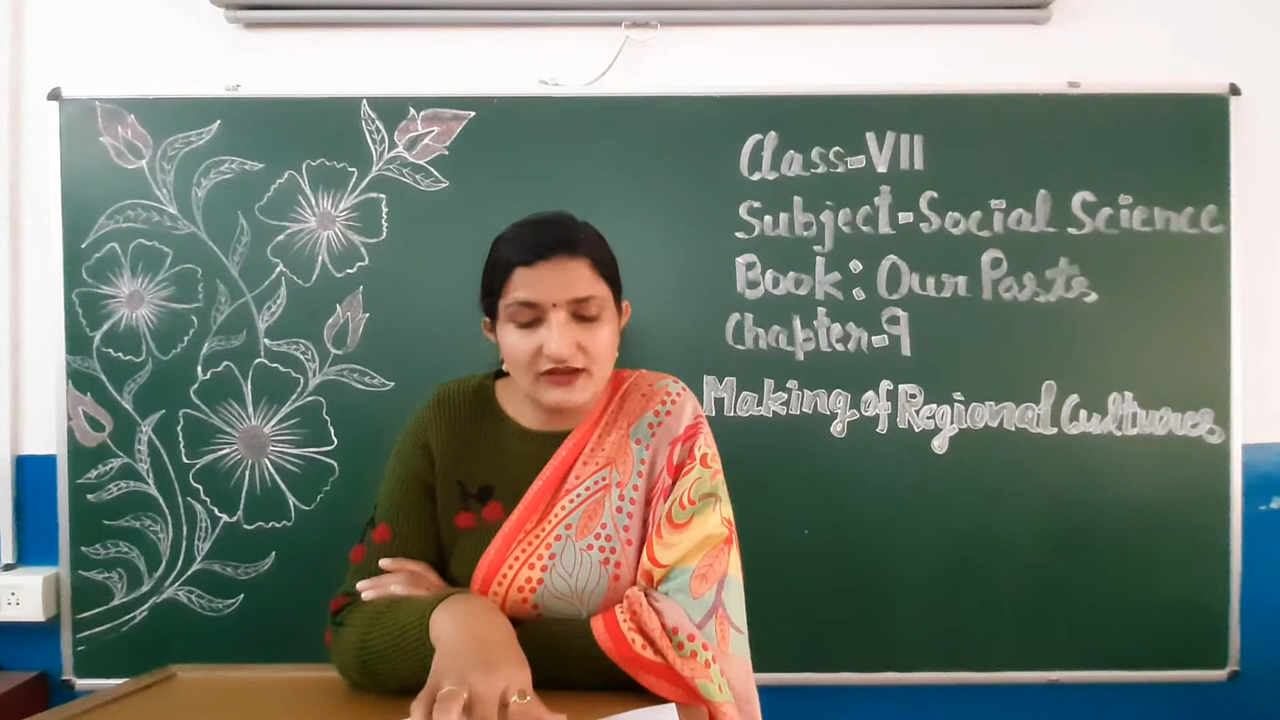 Class-VII
Subject-Social Science
Book: Our Pasts
Chapter-9
Making of Regional Cultures